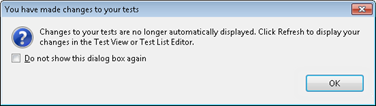 You have made changes to your tests
Changes to your tests are no longer automatically displayed. Click Refresh to display your
changes in the Test View or Test List Editor.
Do not show this dialog box again
OK